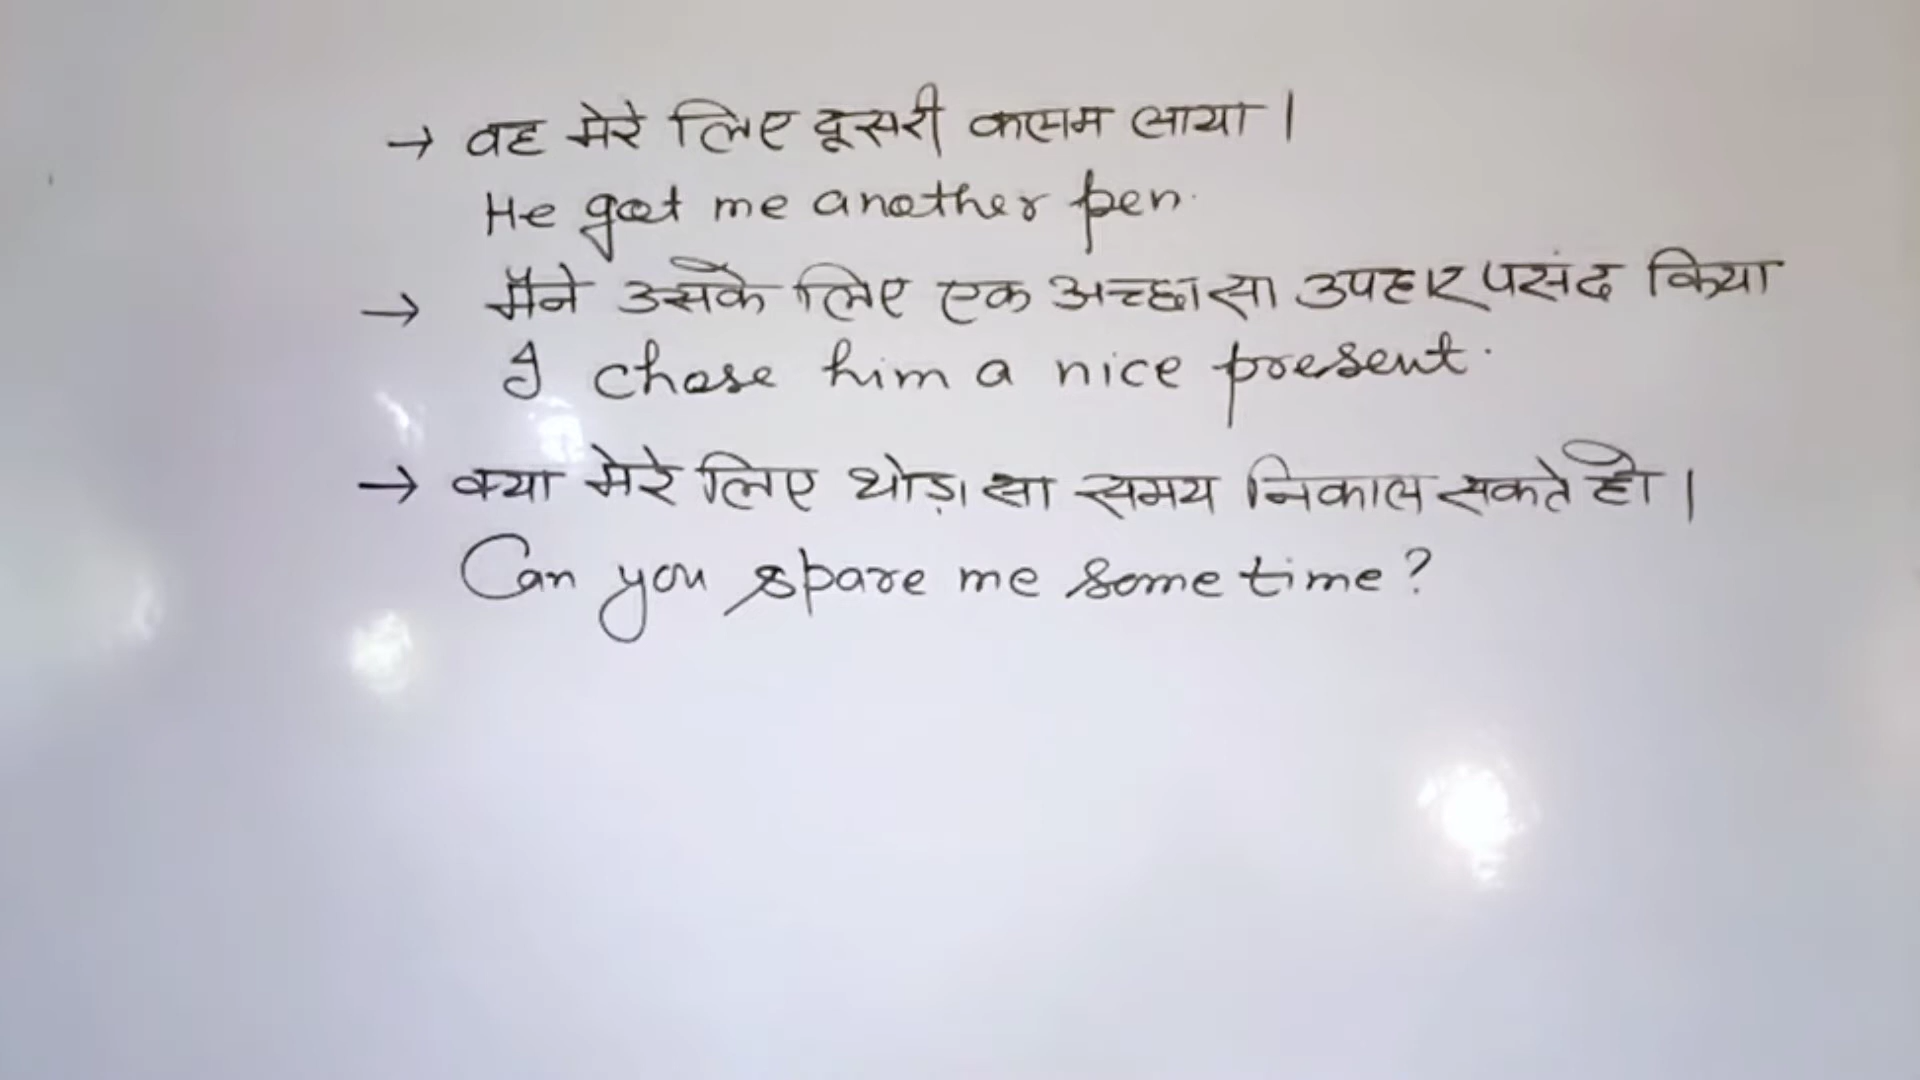 → वह मेरे लिए दूसरी कलम लाया।
He got me another pen.
→ मैंने उसके लिए एक अच्छा सा उपहार पसंद किया
I chose him a nice present.
→ क्या मेरे लिए थोड़ा सा समय निकाल सकते हो।
Can you spare me some time?